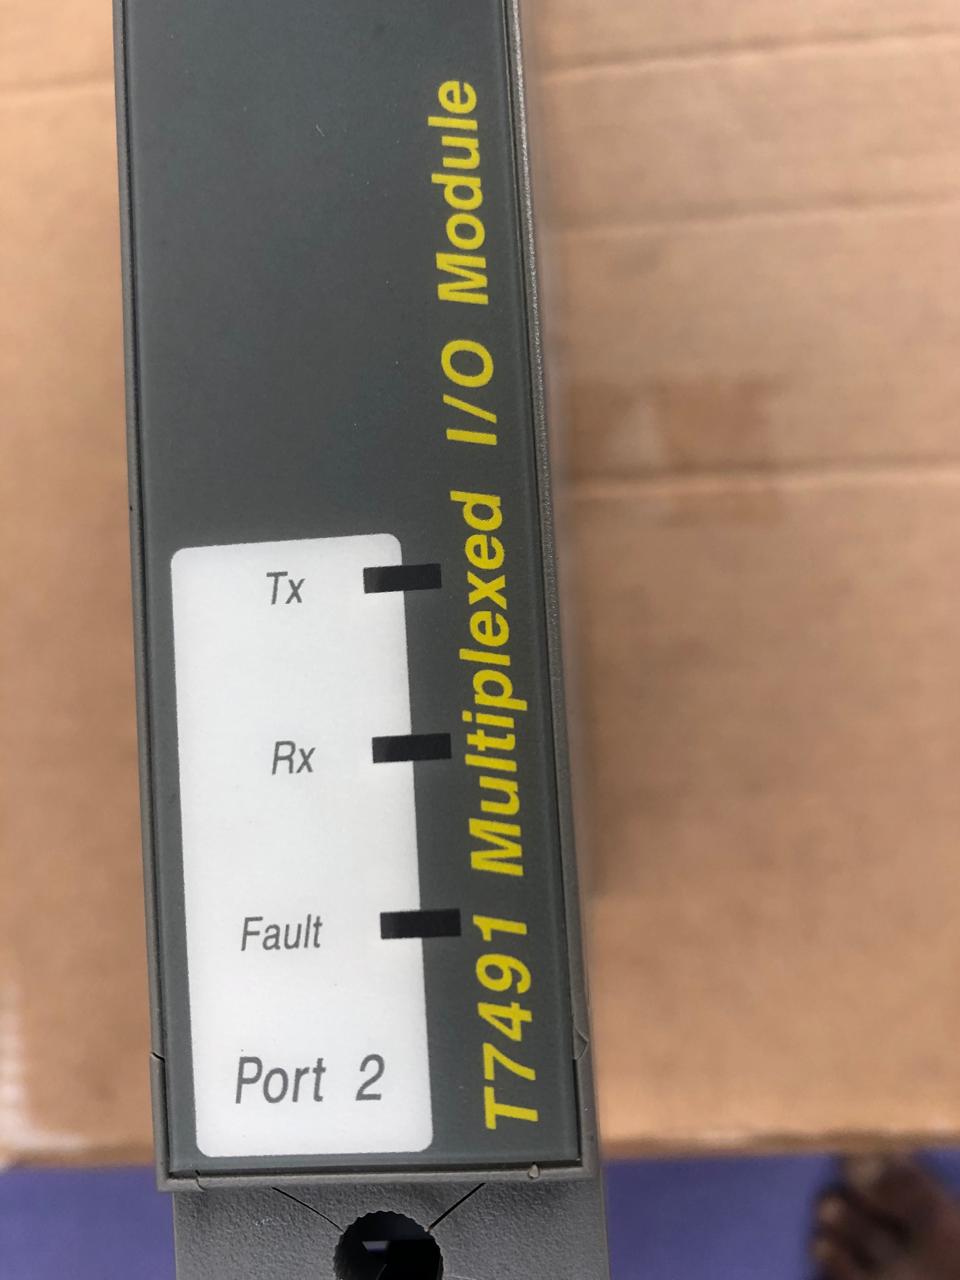 Tx
Rx
Fault
Port 2
T7491 Multiplexed I/O Module